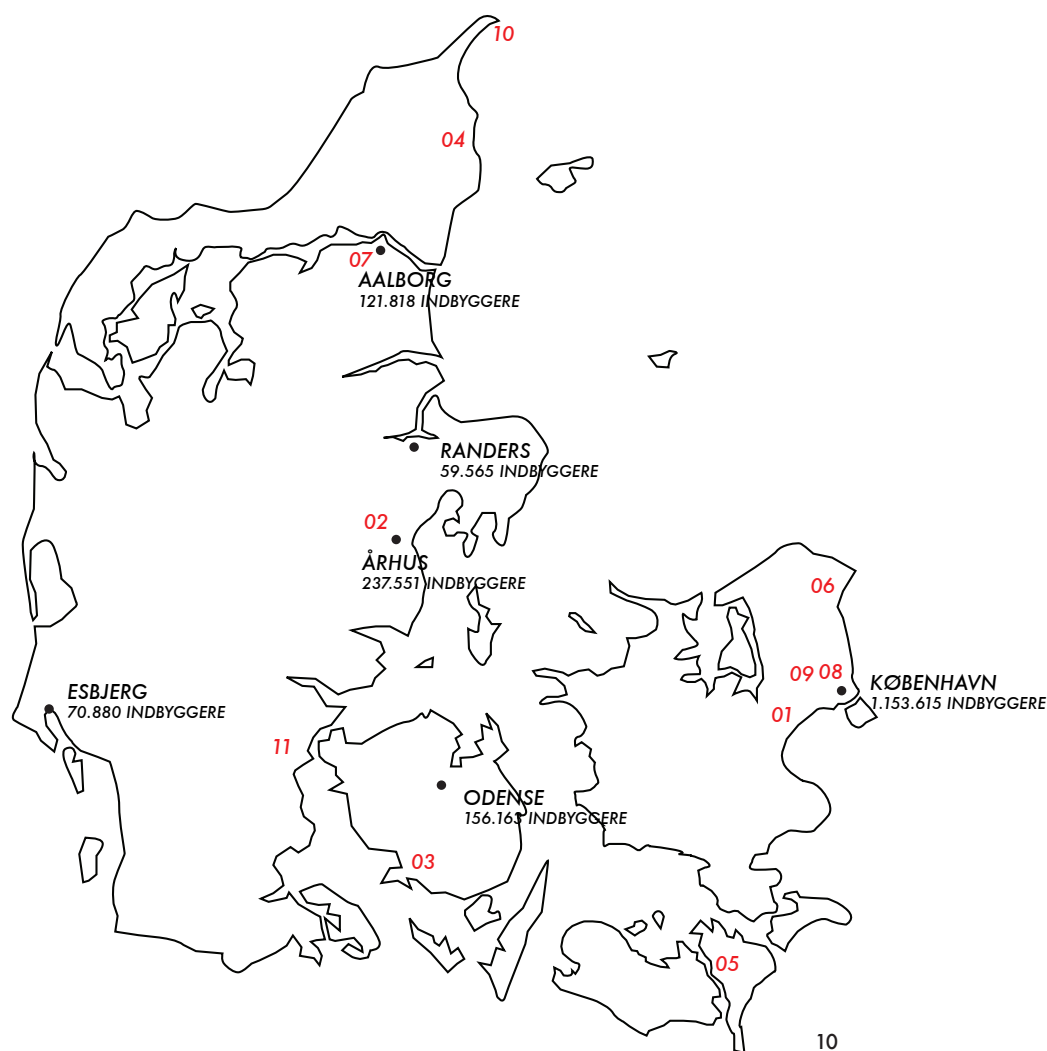 10
04
07
AALBORG
121.818 INDBYGGERE
RANDERS
59.565 INDBYGGERE
02
ÅRHUS
237.551 INDBYGGERE
06
09 08
KØBENHAVN
1.153.615 INDBYGGERE
ESBJERG
70.880 INDBYGGERE
01
11
ODENSE
156.163 INDBYGGERE
03
05
10